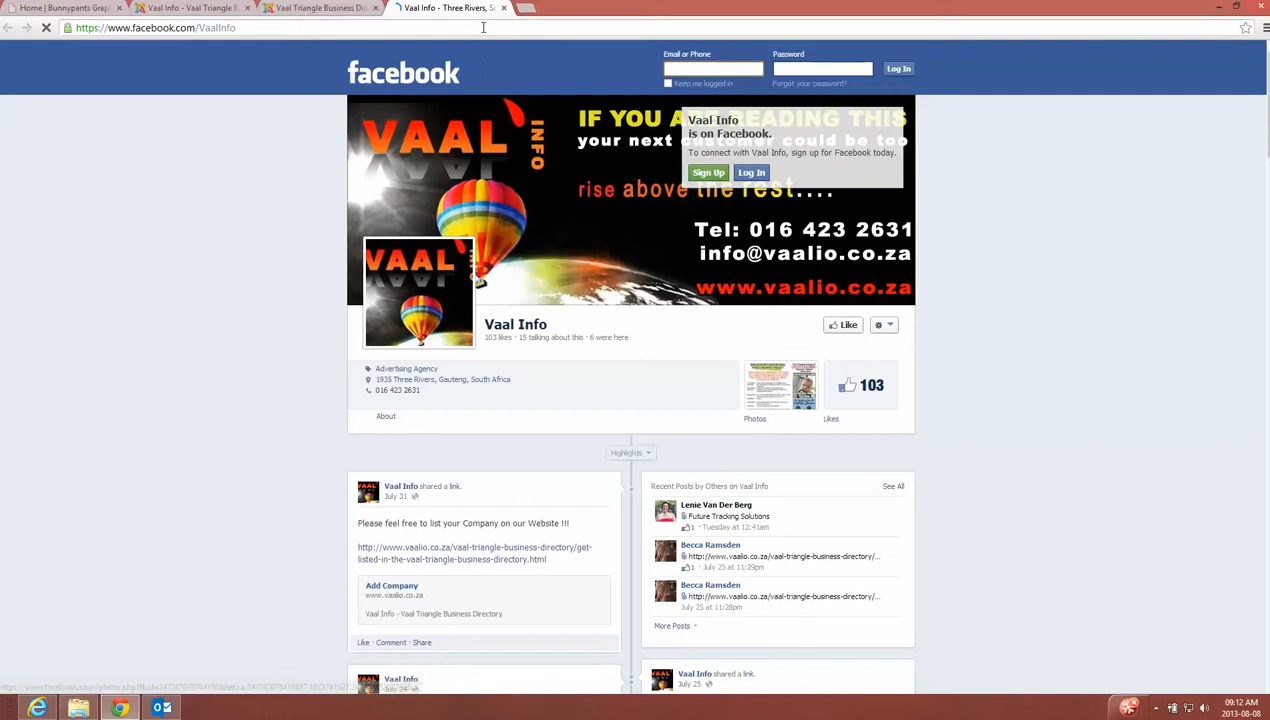 Home | Bunnypants Grap
Vaal Info - Vaal Triangle B
Vaal Triangle Business Di
Vaal Info - Three Rivers, S
https://www.facebook.com/VaalInfo
facebook
Email or Phone
Password
Log In
Keep me logged in
Forgot your password?
VAAL
INFO
IF YOU ARE READING THIS
your next customer could be too
rise above the rest....
Tel: 016 423 2631
info@vaalio.co.za
www.vaalio.co.za
Vaal Info
is on Facebook.
To connect with Vaal Info, sign up for Facebook today.
Sign Up
Log In
VAAL
Vaal Info
103 likes · 15 talking about this · 6 were here
Like
Advertising Agency
1935 Three Rivers, Gauteng, South Africa
016 423 2631
About
103
Photos
Likes
Highlights
Vaal Info shared a link.
July 31
Please feel free to list your Company on our Website !!!
http://www.vaalio.co.za/vaal-triangle-business-directory/get-
listed-in-the-vaal-triangle-business-directory.html
Add Company
www.vaalio.co.za
Vaal Info - Vaal Triangle Business Directory
Like · Comment · Share
Vaal Info
July 24
Recent Posts by Others on Vaal Info
See All
Lenie Van Der Berg
Future Tracking Solutions
1 · Tuesday at 12:41am
Becca Ramsden
http://www.vaalio.co.za/vaal-triangle-business-directory/...
1 · July 25 at 11:29pm
Becca Ramsden
http://www.vaalio.co.za/vaal-triangle-business-directory/...
July 25 at 11:28pm
More Posts
Vaal Info shared a link.
July 25
09:12 AM
2013-08-08